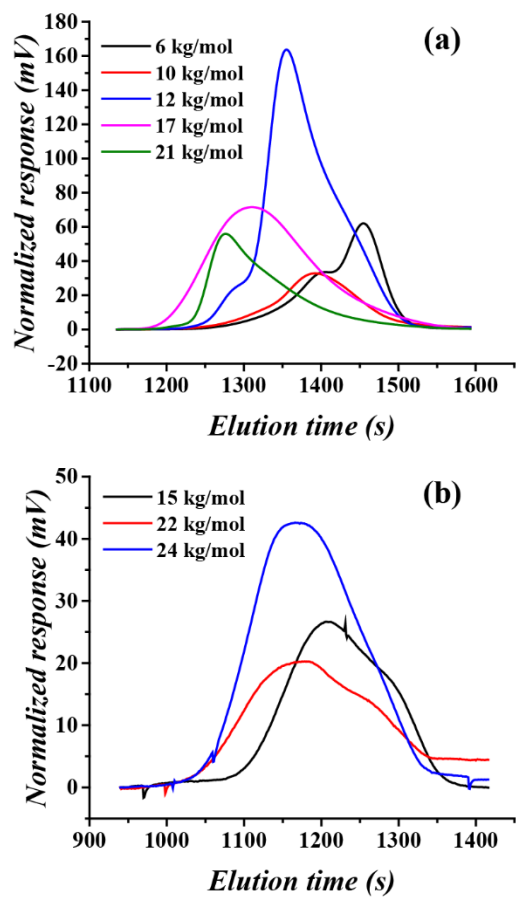 (a)
6 kg/mol
10 kg/mol
12 kg/mol
17 kg/mol
21 kg/mol
Normalized response (mV)
180
160
140
120
100
80
60
40
20
0
-20
1100 1200 1300 1400 1500 1600
Elution time (s)
(b)
15 kg/mol
22 kg/mol
24 kg/mol
Normalized response (mV)
50
40
30
20
10
0
900 1000 1100 1200 1300 1400
Elution time (s)